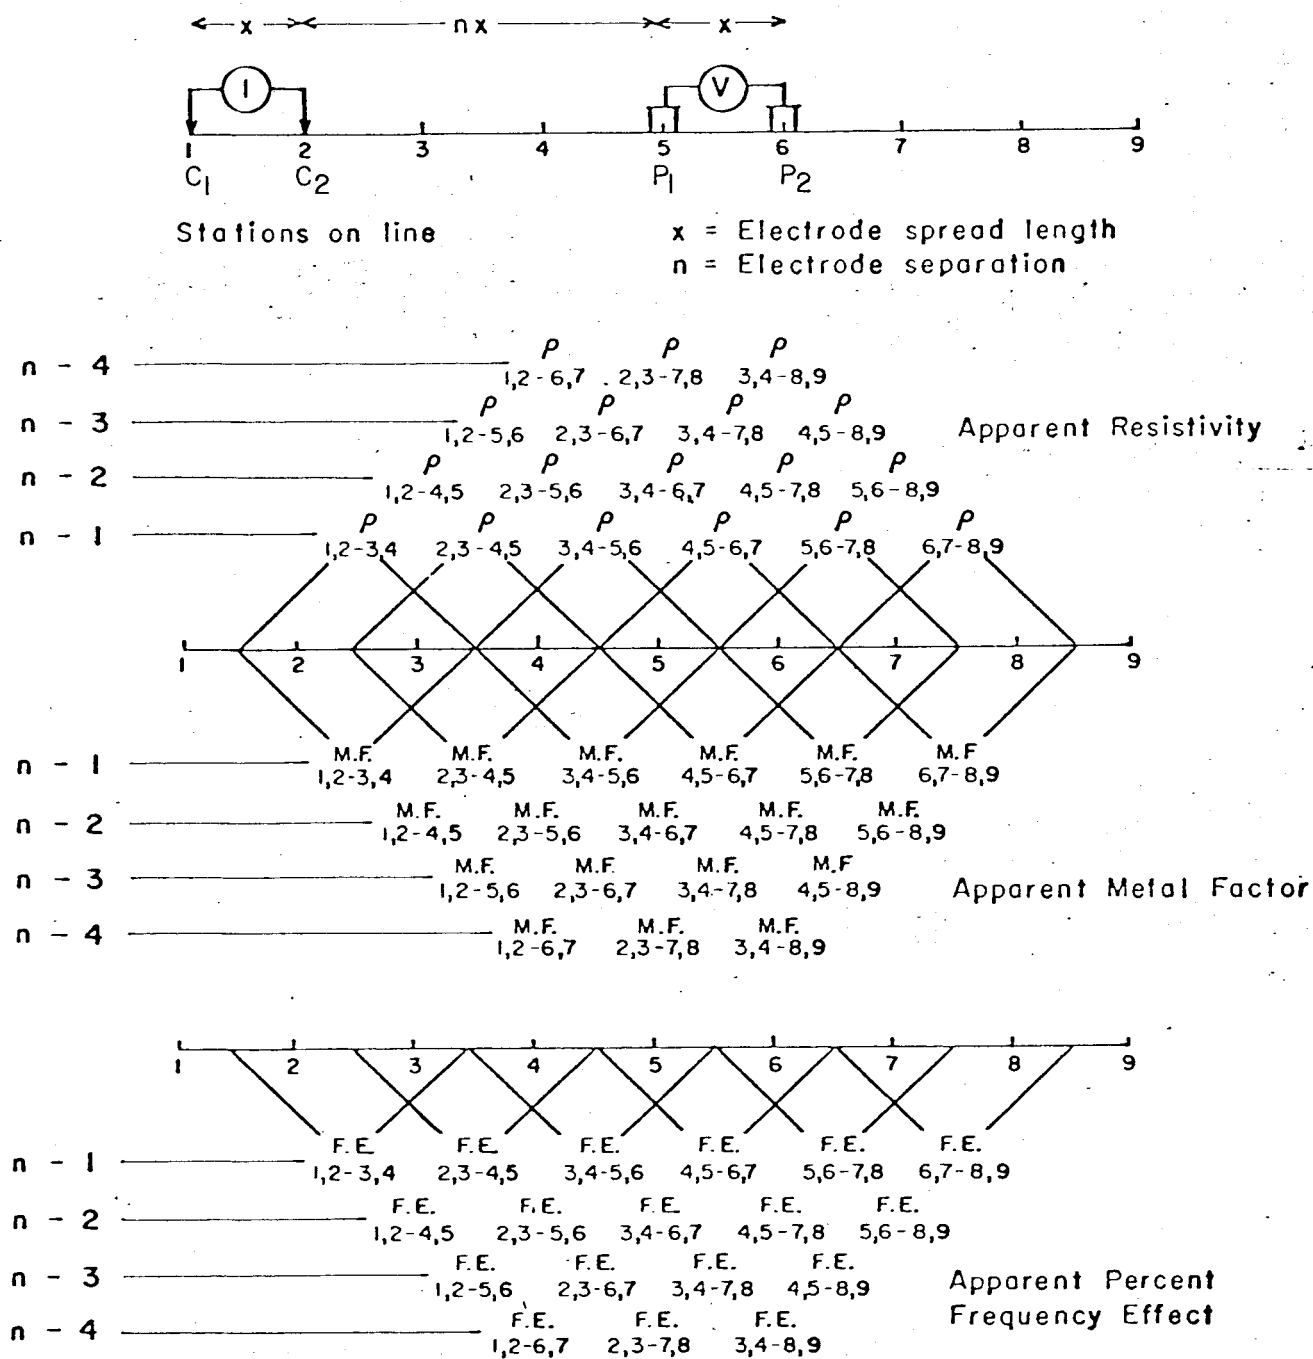 x nx x
I V
1 2 3 4 5 6 7 8 9
C1 C2 P1 P2
Stations on line
x = Electrode spread length
n = Electrode separation
n - 4 ρ ρ ρ
1,2-6,7 2,3-7,8 3,4-8,9
n - 3 ρ ρ ρ ρ
1,2-5,6 2,3-6,7 3,4-7,8 4,5-8,9 Apparent Resistivity
n - 2 ρ ρ ρ ρ ρ
1,2-4,5 2,3-5,6 3,4-6,7 4,5-7,8 5,6-8,9
n - 1 ρ ρ ρ ρ ρ ρ
1,2-3,4 2,3-4,5 3,4-5,6 4,5-6,7 5,6-7,8 6,7-8,9
1 2 3 4 5 6 7 8 9
n - 1 M.F. M.F. M.F. M.F. M.F. M.F
1,2-3,4 2,3-4,5 3,4-5,6 4,5-6,7 5,6-7,8 6,7-8,9
n - 2 M.F. M.F. M.F. M.F. M.F.
1,2-4,5 2,3-5,6 3,4-6,7 4,5-7,8 5,6-8,9
n - 3 M.F. M.F. M.F. M.F
1,2-5,6 2,3-6,7 3,4-7,8 4,5-8,9 Apparent Metal Factor
n - 4 M.F. M.F. M.F.
1,2-6,7 2,3-7,8 3,4-8,9
1 2 3 4 5 6 7 8 9
n - 1 F.E. F.E. F.E. F.E. F.E. F.E.
1,2-3,4 2,3-4,5 3,4-5,6 4,5-6,7 5,6-7,8 6,7-8,9
n - 2 F.E. F.E. F.E. F.E. F.E.
1,2-4,5 2,3-5,6 3,4-6,7 4,5-7,8 5,6-8,9
n - 3 F.E. F.E. F.E. F.E.
1,2-5,6 2,3-6,7 3,4-7,8 4,5-8,9 Apparent Percent
Frequency Effect
n - 4 F.E. F.E. F.E.
1,2-6,7 2,3-7,8 3,4-8,9